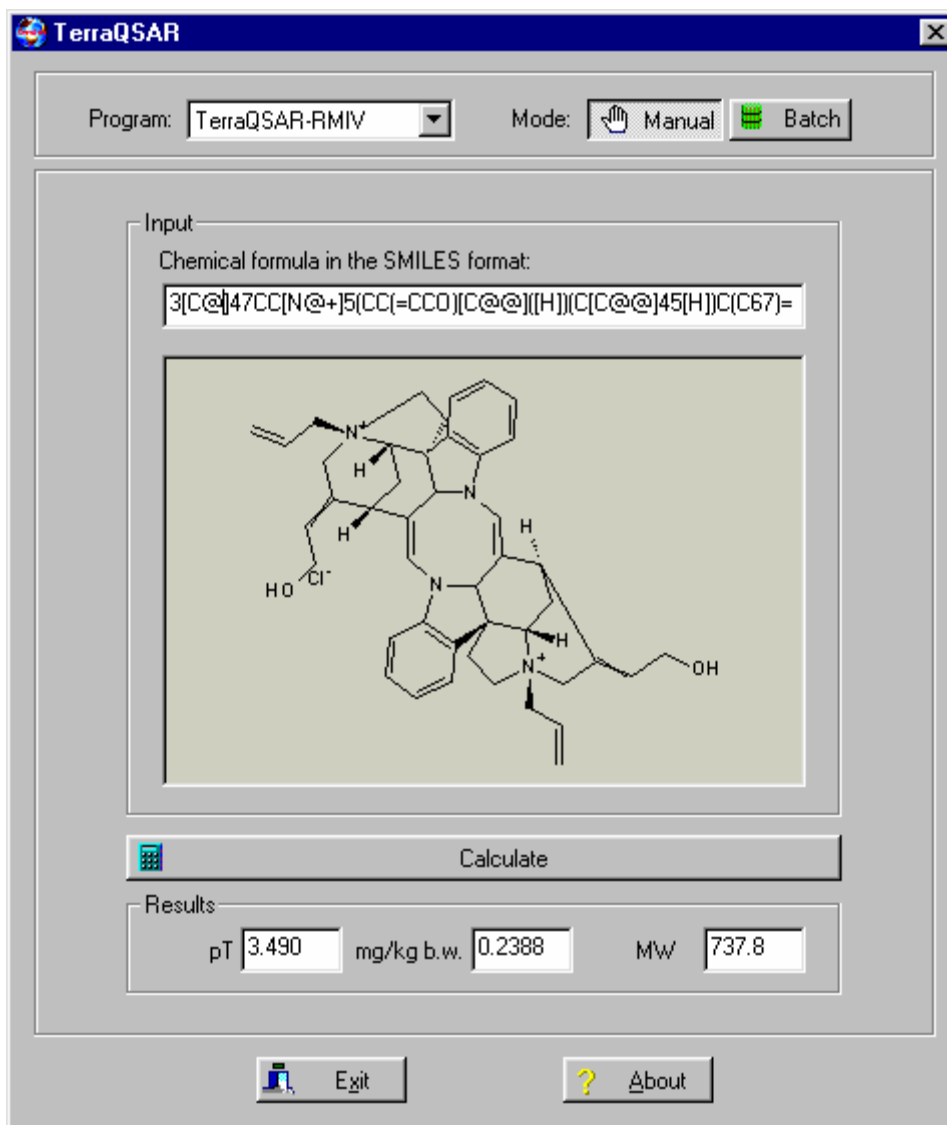 TerraQSAR
Program: TerraQSAR-RMIV Mode: Manual Batch
Input
Chemical formula in the SMILES format:
3[C@]47CC[N@+]5(CC(=CCO)[C@@]([H])(C[C@@]45[H])C(C67)=
N+
H
N
H
H
HO Cl-
N
H
N+
OH
Calculate
Results
pT 3.490 mg/kg b.w. 0.2388 MW 737.8
Exit ? About